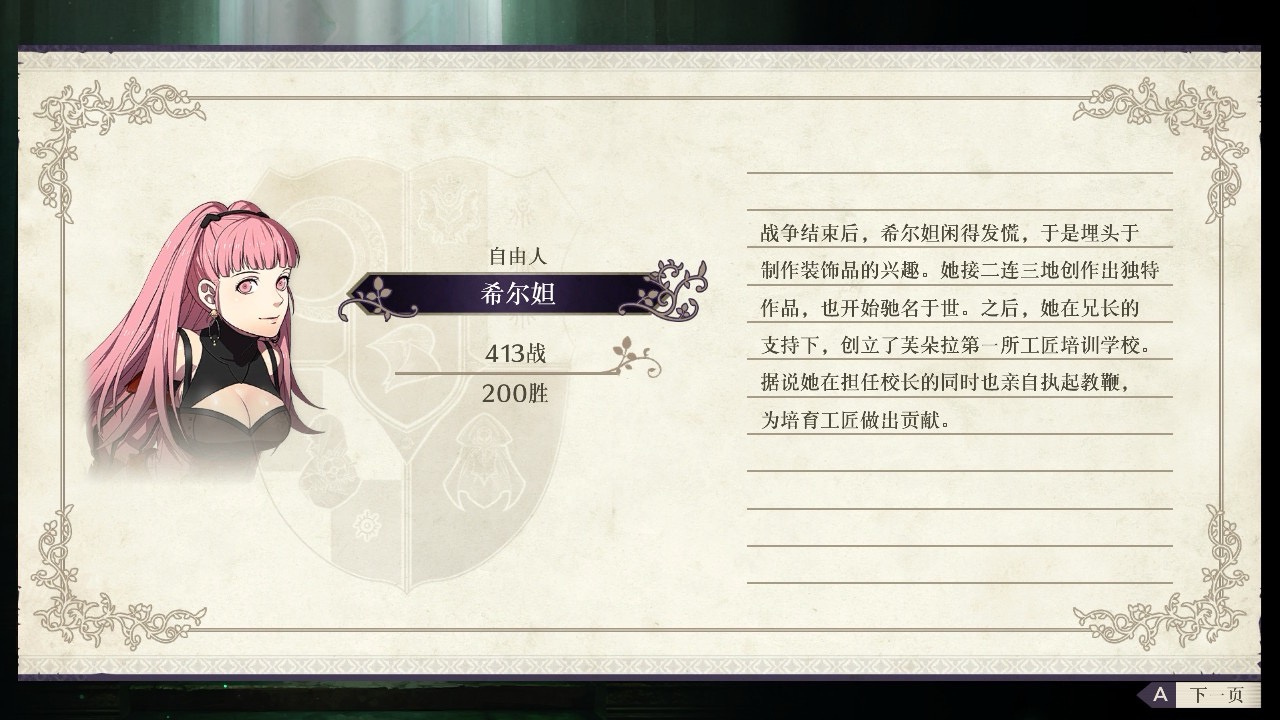 自由人
希尔妲
413战
200胜
战争结束后，希尔妲闲得发慌，于是埋头于
制作装饰品的兴趣。她接二连三地创作出独特
作品，也开始驰名于世。之后，她在兄长的
支持下，创立了芙朵拉第一所工匠培训学校。
据说她在担任校长的同时也亲自执起教鞭，
为培育工匠做出贡献。
A 下一页